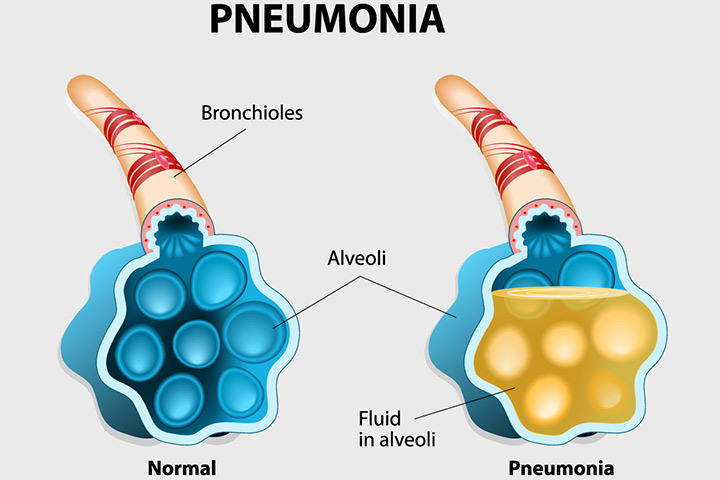 PNEUMONIA
Bronchioles
Alveoli
Fluid
in alveoli
Normal
Pneumonia